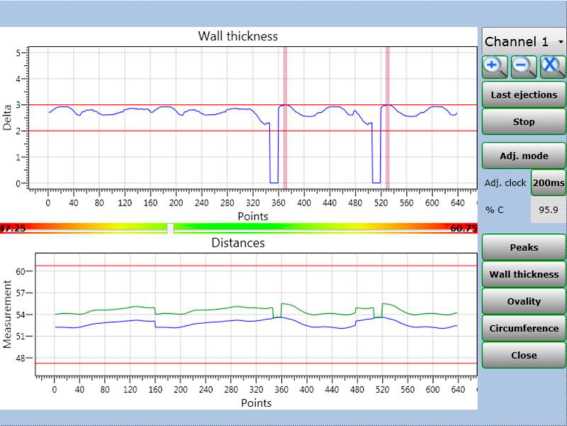 Wall thickness
Channel 1
5
4
3
2
1
0
Delta
0 40 80 120 160 200 240 280 320 360 400 440 480 520 560 600 640
Points
Last ejections
Stop
Adj. mode
Adj. clock 200ms
% C 95.9
47.25 60.75
Distances
60
57
54
51
48
Measurement
0 40 80 120 160 200 240 280 320 360 400 440 480 520 560 600 640
Points
Peaks
Wall thickness
Ovality
Circumference
Close